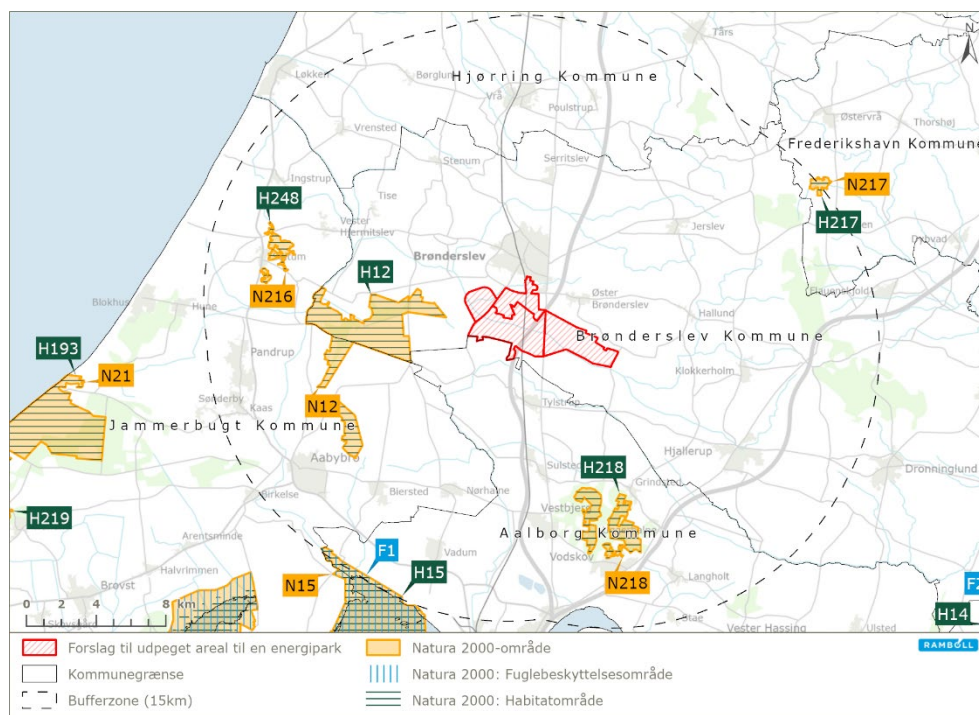 Tårs
Løkken
Børglum
Hjørring Kommune
Vrå
Poulstrup
Østervrå
Thorshøj
Vrensted
Frederikshavn Kommune
Stenum
Serritslev
Ingstrup
N217
Tise
H248
H217
Vester
Hjermitslev
Jerslev
Dybvad
H12
Brønderslev
N216
Øster
Brønderslev
Flauenskjold
Blokhus
Hune
Hallund
Brønderslev Kommune
H193
Pandrup
N21
Klokkerholm
N12
Sønderby
Kaas
Tylstrup
Jammerbugt Kommune
Aabybro
Hjallerup
Sulsted
H218
Dronninglund
Birkelse
Biersted
Nørhalne
Grindsted
H219
Vestbjerg
Arentsminde
Aalborg Kommune
F1
Vadum
Vodskov
Halvrimmen
N15
H15
Langholt
N218
Brovst
H14
0 2 4 8 km
Vester Hassing
Ulsted
RAMBOLL
Forslag til udpeget areal til en energipark
Natura 2000-område
Kommunegrænse
Natura 2000: Fuglebeskyttelsesområde
Bufferzone (15km)
Natura 2000: Habitatområde